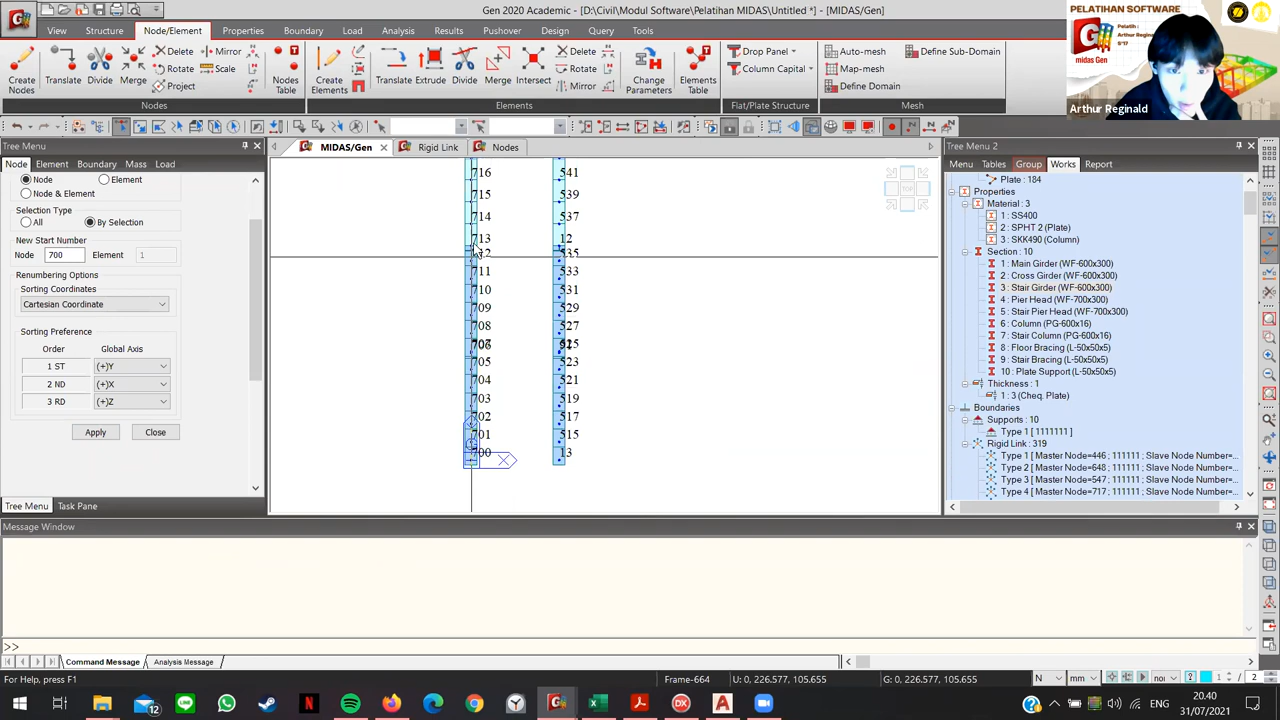 Gen 2020 Academic - [D:\Civil\Modul Software\Pelatihan MIDAS\Untitled *] - [MIDAS/Gen]
View Structure Node/Element Properties Boundary Load Analysis Results Pushover Design Query Tools
Create Nodes
Translate
Divide
Merge
Delete
Rotate
Project
Mirror
Scale
Nodes Table
Nodes
Create Elements
Translate
Extrude
Divide
Merge
Intersect
Delete
Rotate
Mirror
Change Parameters
Elements Table
Elements
Drop Panel
Column Capital
Flat/Plate Structure
Auto-mesh
Map-mesh
Define Domain
Define Sub-Domain
Mesh
PELATIHAN SOFTWARE
Pelatih :
Arthur Reginald
S'17
midas Gen
Arthur Reginald
Tree Menu
Node Element Boundary Mass Load
Node Element
Node & Element
Selection Type
All By Selection
New Start Number
Node 700 Element 1
Renumbering Options
Sorting Coordinates
Cartesian Coordinate
Sorting Preference
Order Global Axis
1 ST (+)Y
2 ND (+)X
3 RD (+)Z
Apply Close
Tree Menu Task Pane
MIDAS/Gen Rigid Link Nodes
716 541
715 539
714 537
713 12
535
711 533
710 531
709 529
708 527
705 523
704 521
703 519
702 517
701 515
700 13
TOP
Tree Menu 2
Menu Tables Group Works Report
Plate : 184
Properties
Material : 3
1 : SS400
2 : SPHT 2 (Plate)
3 : SKK490 (Column)
Section : 10
1 : Main Girder (WF-600x300)
2 : Cross Girder (WF-600x300)
3 : Stair Girder (WF-600x300)
4 : Pier Head (WF-700x300)
5 : Stair Pier Head (WF-700x300)
6 : Column (PG-600x16)
7 : Stair Column (PG-600x16)
8 : Floor Bracing (L-50x50x5)
9 : Stair Bracing (L-50x50x5)
10 : Plate Support (L-50x50x5)
Thickness : 1
1 : 3 (Cheq. Plate)
Boundaries
Supports : 10
Type 1 [ 1111111 ]
Rigid Link : 319
Type 1 [ Master Node=446 ; 111111 ; Slave Node Number=...
Type 2 [ Master Node=648 ; 111111 ; Slave Node Number=...
Type 3 [ Master Node=547 ; 111111 ; Slave Node Number=...
Type 4 [ Master Node=717 ; 111111 ; Slave Node Number=...
Message Window
>>
Command Message Analysis Message
For Help, press F1
Frame-664
U: 0, 226.577, 105.655
G: 0, 226.577, 105.655
N mm 1 / 2
12
ENG
20.40
31/07/2021